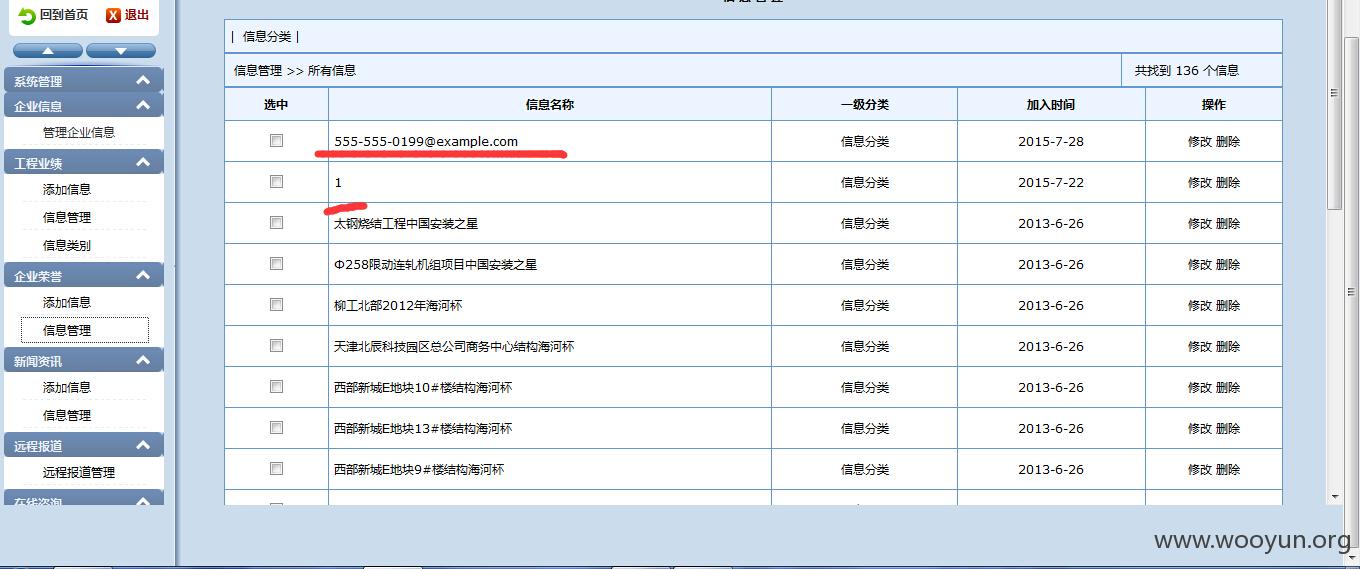 信息管理
回到首页 退出
系统管理
企业信息
管理企业信息
工程业绩
添加信息
信息管理
信息类别
企业荣誉
添加信息
信息管理
新闻资讯
添加信息
信息管理
远程报道
远程报道管理
在线咨询
| 信息分类 |
信息管理 >> 所有信息 共找到 136 个信息
选中 信息名称 一级分类 加入时间 操作
555-555-0199@example.com 信息分类 2015-7-28 修改 删除
1 信息分类 2015-7-22 修改 删除
太钢烧结工程中国安装之星 信息分类 2013-6-26 修改 删除
Φ258限动连轧机组项目中国安装之星 信息分类 2013-6-26 修改 删除
柳工北部2012年海河杯 信息分类 2013-6-26 修改 删除
天津北辰科技园区总公司商务中心结构海河杯 信息分类 2013-6-26 修改 删除
西部新城E地块10#楼结构海河杯 信息分类 2013-6-26 修改 删除
西部新城E地块13#楼结构海河杯 信息分类 2013-6-26 修改 删除
西部新城E地块9#楼结构海河杯 信息分类 2013-6-26 修改 删除
www.wooyun.org